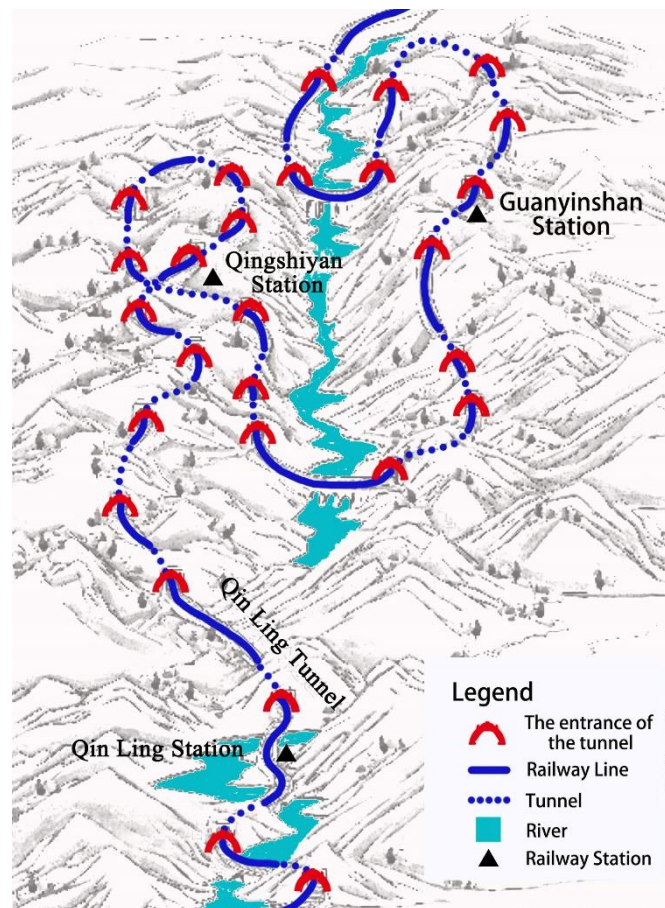 Guanyinshan
Station
Qingshiyan
Station
Qin Ling Tunnel
Qin Ling Station
Legend
The entrance of
the tunnel
Railway Line
Tunnel
River
Railway Station